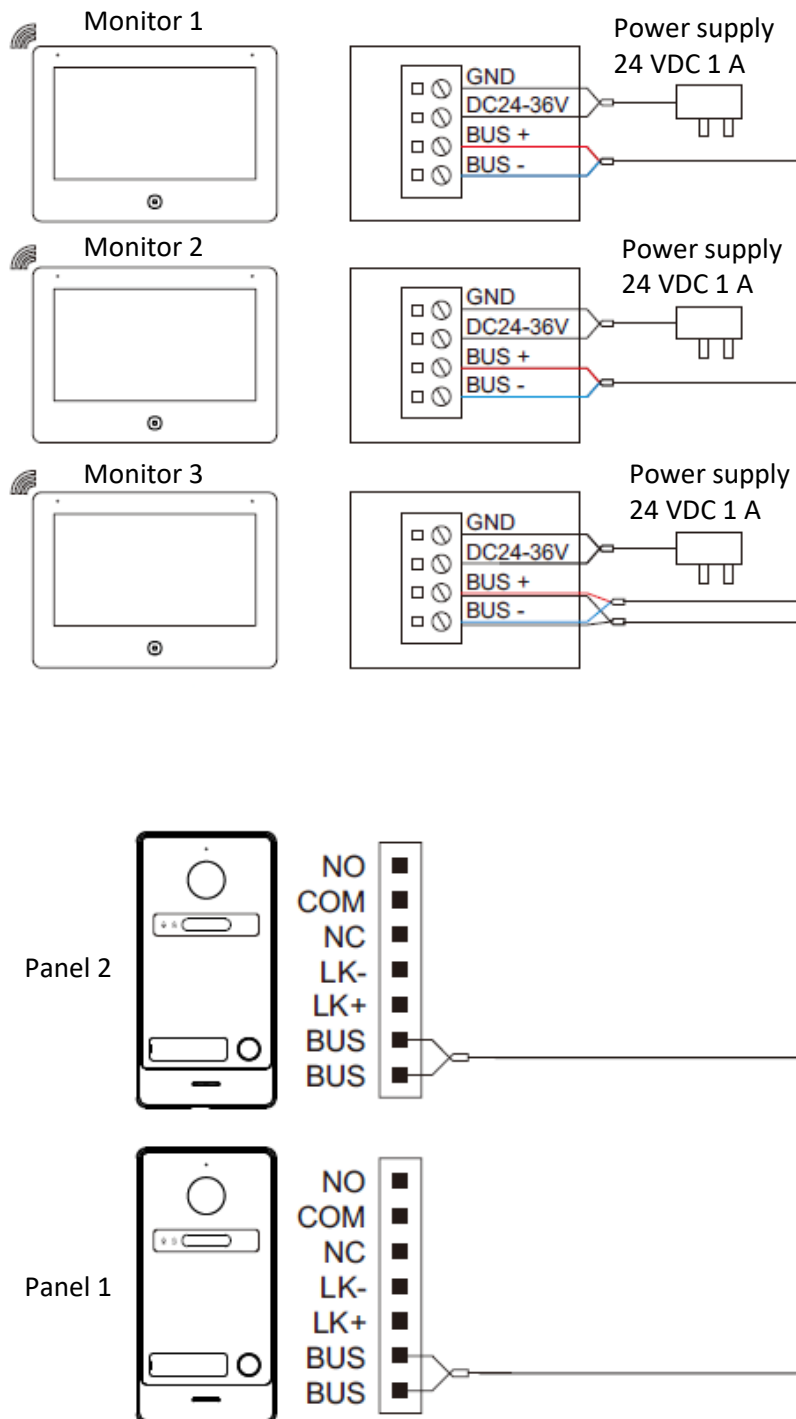 Monitor 1
Power supply
24 VDC 1 A
GND
DC24-36V
BUS +
BUS -
Monitor 2
Power supply
24 VDC 1 A
GND
DC24-36V
BUS +
BUS -
Monitor 3
Power supply
24 VDC 1 A
GND
DC24-36V
BUS +
BUS -
Panel 2
NO
COM
NC
LK-
LK+
BUS
BUS
Panel 1
NO
COM
NC
LK-
LK+
BUS
BUS